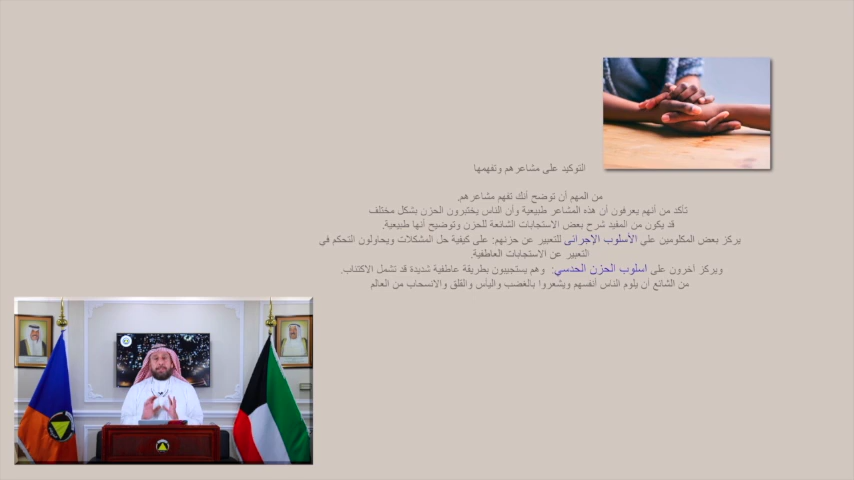 التوكيد على مشاعرهم وتفهمها
من المهم أن توضح أنك تفهم مشاعرهم.
تأكد من أنهم يعرفون أن هذه المشاعر طبيعية وأن الناس يختبرون الحزن بشكل مختلف
قد يكون من المفيد شرح بعض الاستجابات الشائعة للحزن وتوضيح أنها طبيعية.
يركز بعض المكلومين على الأسلوب الإجرائى للتعبير عن حزنهم: على كيفية حل المشكلات ويحاولون التحكم في
التعبير عن الاستجابات العاطفية.
ويركز آخرون على أسلوب الحزن الحدسي: وهم يستجيبون بطريقة عاطفية شديدة قد تشمل الاكتئاب.
من الشائع أن يلوم الناس أنفسهم ويشعروا بالغضب واليأس والقلق والانسحاب من العالم